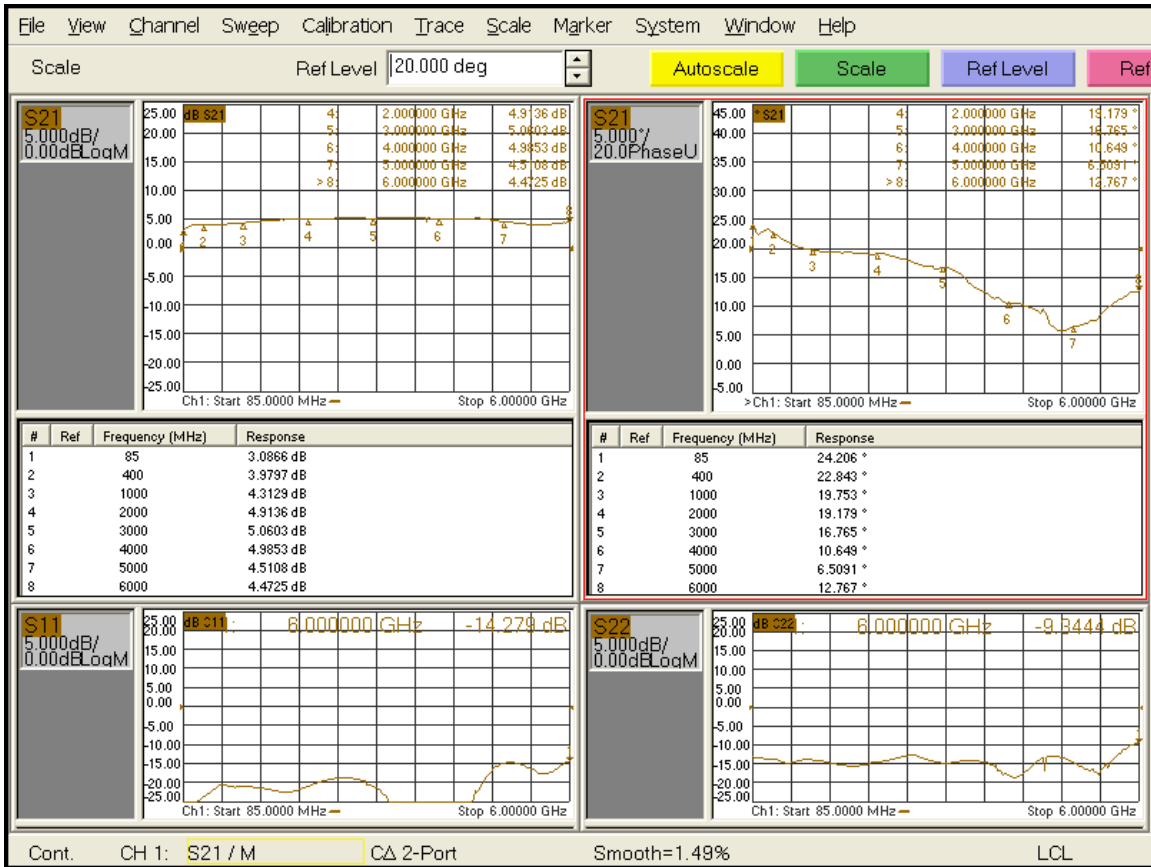 File View Channel Sweep Calibration Trace Scale Marker System Window Help
Scale Ref Level 20.000 deg Autoscale Scale Ref Level Ref
S21
5.000dB/
0.00dBLogM
25.00
20.00
15.00
10.00
5.00
0.00
-5.00
-10.00
-15.00
-20.00
-25.00
dB S21
4: 2.000000 GHz 4.9136 dB
5: 3.000000 GHz 5.0603 dB
6: 4.000000 GHz 4.9853 dB
7: 5.000000 GHz 4.5108 dB
>8: 6.000000 GHz 4.4725 dB
2 3 4 5 6 7
Ch1: Start 85.0000 MHz Stop 6.00000 GHz
S21
5.000°/
20.0PhaseU
45.00
40.00
30.00
25.00
20.00
15.00
10.00
5.00
0.00
-5.00
° S21
4: 2.000000 GHz 19.179 °
5: 3.000000 GHz 16.765 °
6: 4.000000 GHz 10.649 °
7: 5.000000 GHz 6.5091 °
>8: 6.000000 GHz 12.767 °
2 3 4 5 6 7
>Ch1: Start 85.0000 MHz Stop 6.00000 GHz
# Ref Frequency (MHz) Response
1 85 3.0866 dB
2 400 3.9797 dB
3 1000 4.3129 dB
4 2000 4.9136 dB
5 3000 5.0603 dB
6 4000 4.9853 dB
7 5000 4.5108 dB
8 6000 4.4725 dB
# Ref Frequency (MHz) Response
1 85 24.206 °
2 400 22.843 °
3 1000 19.753 °
4 2000 19.179 °
5 3000 16.765 °
6 4000 10.649 °
7 5000 6.5091 °
8 6000 12.767 °
S11
5.000dB/
0.00dBLogM
25.00
20.00
15.00
10.00
5.00
0.00
-5.00
-10.00
-15.00
-20.00
-25.00
dB S11 : 6.000000 GHz -14.279 dB
Ch1: Start 85.0000 MHz Stop 6.00000 GHz
S22
5.000dB/
0.00dBLogM
25.00
20.00
15.00
10.00
5.00
0.00
-5.00
-10.00
-15.00
-20.00
-25.00
dB S22 : 6.000000 GHz -9.3444 dB
Ch1: Start 85.0000 MHz Stop 6.00000 GHz
Cont. CH 1: S21 / M CΔ 2-Port Smooth=1.49% LCL